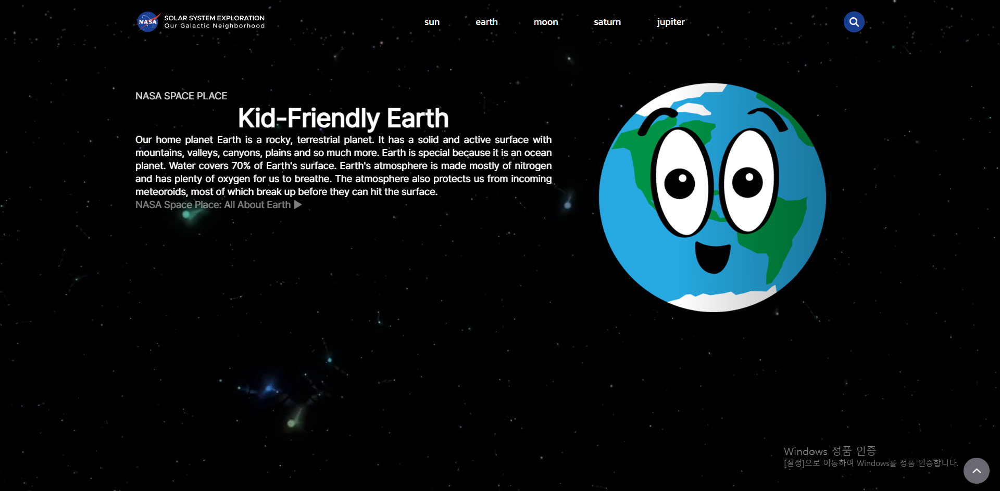 NASA
SOLAR SYSTEM EXPLORATION
Our Galactic Neighborhood
sun
earth
moon
saturn
jupiter
NASA SPACE PLACE
Kid-Friendly Earth
Our home planet Earth is a rocky, terrestrial planet. It has a solid and active surface with
mountains, valleys, canyons, plains and so much more. Earth is special because it is an ocean
planet. Water covers 70% of Earth's surface. Earth's atmosphere is made mostly of nitrogen
and has plenty of oxygen for us to breathe. The atmosphere also protects us from incoming
meteoroids, most of which break up before they can hit the surface.
NASA Space Place: All About Earth ▶
Windows 정품 인증
[설정]으로 이동하여 Windows를 정품 인증합니다.